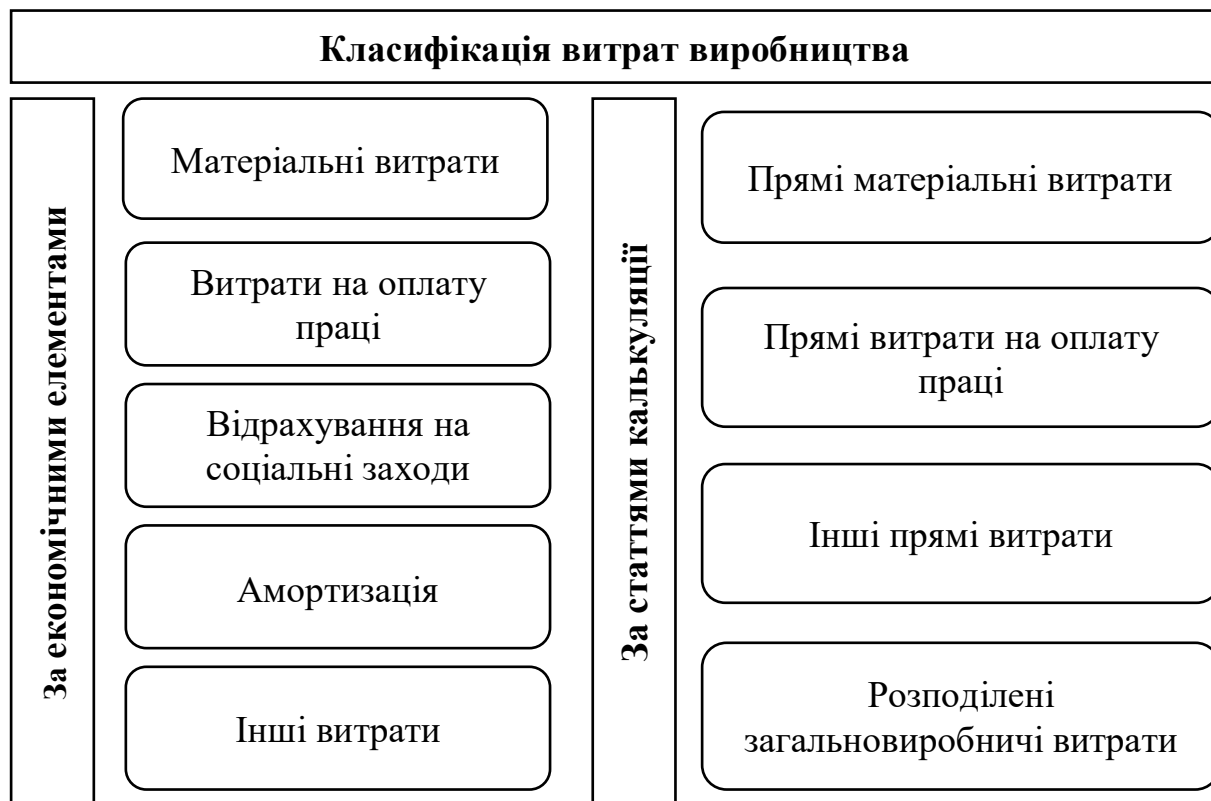 Класифікація витрат виробництва
За економічними елементами
Матеріальні витрати
Витрати на оплату
праці
Відрахування на
соціальні заходи
Амортизація
Інші витрати
За статтями калькуляції
Прямі матеріальні витрати
Прямі витрати на оплату
праці
Інші прямі витрати
Розподілені
загальновиробничі витрати